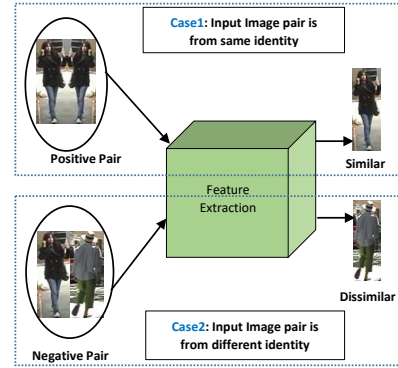 Case1: Input Image pair is
from same identity
Positive Pair
Similar
Feature
Extraction
Dissimilar
Negative Pair
Case2: Input Image pair is
from different identity